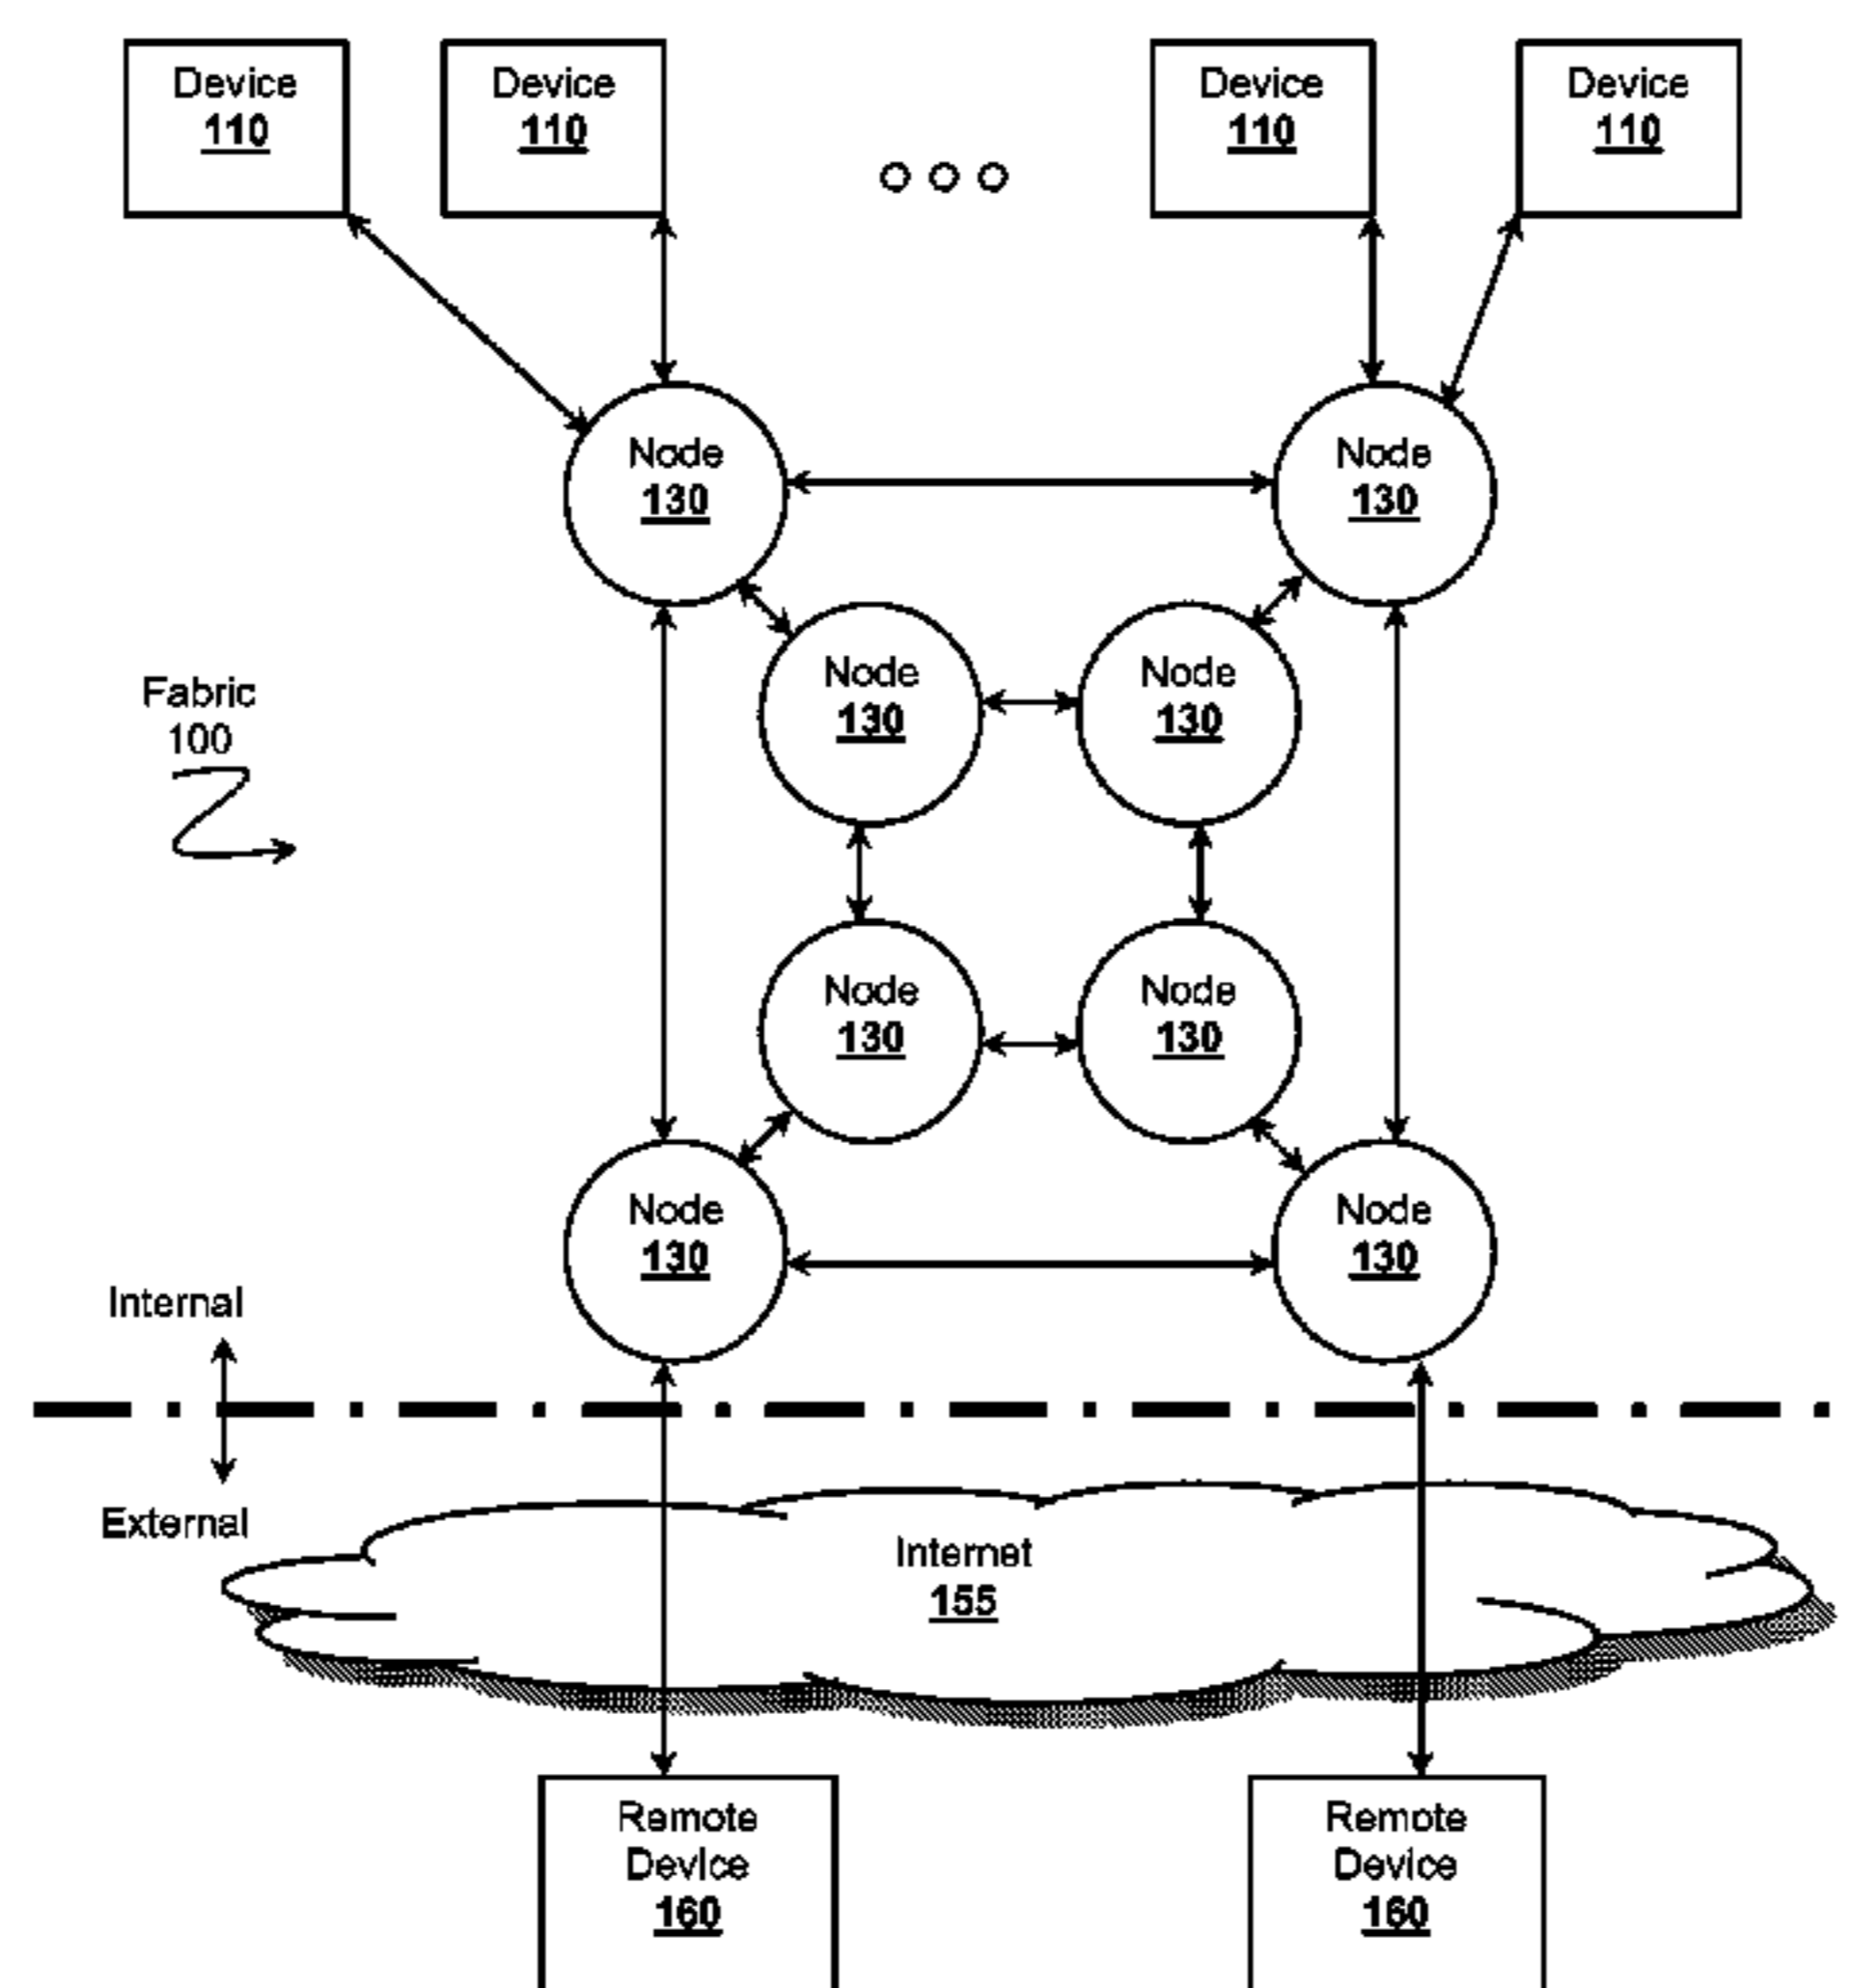 Device
110
Device
110
Device
110
Device
110
Node
130
Node
130
Node
130
Node
130
Fabric
100
Node
130
Node
130
Node
130
Node
130
Internal
External
Internet
155
Remote
Device
160
Remote
Device
160